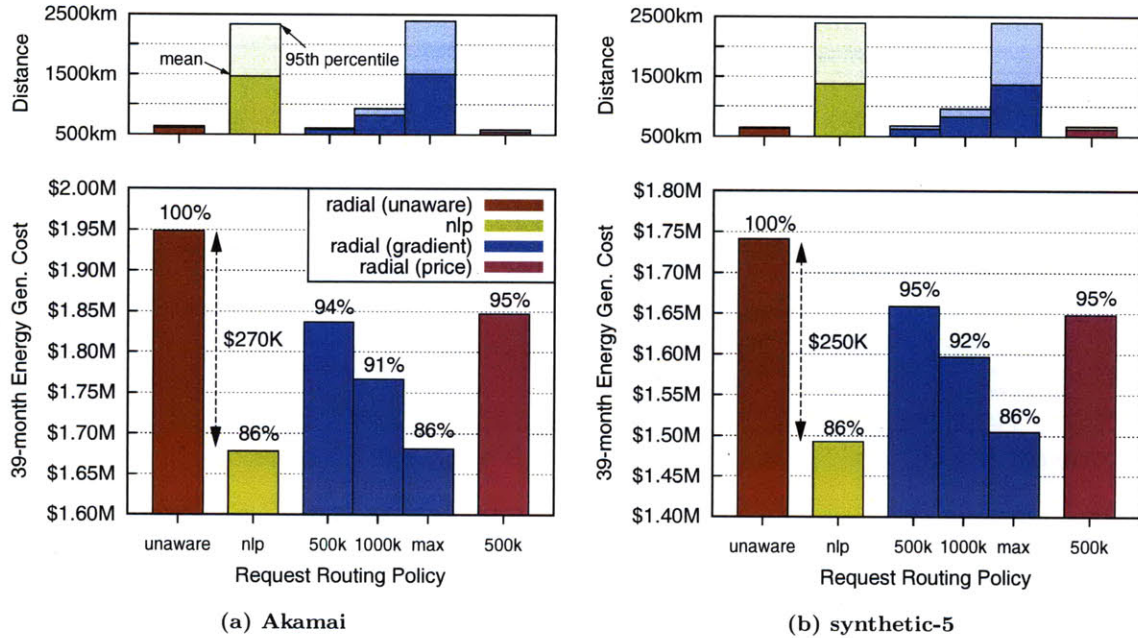 2500km
1500km
500km
Distance
mean
95th percentile
$2.00M
$1.95M
$1.90M
$1.85M
$1.80M
$1.75M
$1.70M
$1.65M
$1.60M
39-month Energy Gen. Cost
radial (unaware)
nlp
radial (gradient)
radial (price)
100%
$270K
86%
94%
91%
86%
95%
unaware nlp 500k 1000k max 500k
Request Routing Policy
(a) Akamai
2500km
1500km
500km
Distance
$1.80M
$1.75M
$1.70M
$1.65M
$1.60M
$1.55M
$1.50M
$1.45M
$1.40M
39-month Energy Gen. Cost
100%
$250K
86%
95%
92%
86%
95%
unaware nlp 500k 1000k max 500k
Request Routing Policy
(b) synthetic-5